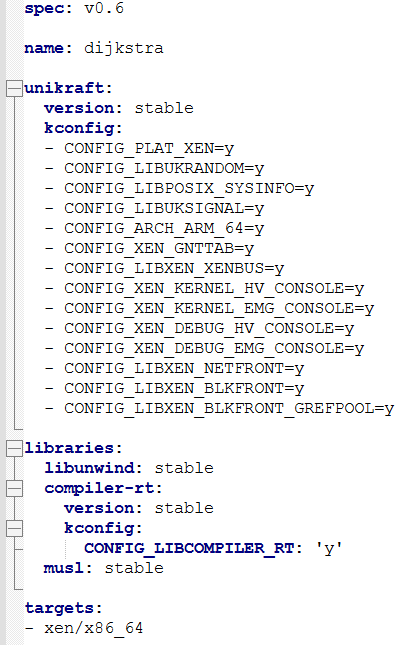 spec: v0.6
name: dijkstra
unikraft:
version: stable
kconfig:
- CONFIG_PLAT_XEN=y
- CONFIG_LIBUKRANDOM=y
- CONFIG_LIBPOSIX_SYSINFO=y
- CONFIG_LIBUKSIGNAL=y
- CONFIG_ARCH_ARM_64=y
- CONFIG_XEN_GNTTAB=y
- CONFIG_LIBXEN_XENBUS=y
- CONFIG_XEN_KERNEL_HV_CONSOLE=y
- CONFIG_XEN_KERNEL_EMG_CONSOLE=y
- CONFIG_XEN_DEBUG_HV_CONSOLE=y
- CONFIG_XEN_DEBUG_EMG_CONSOLE=y
- CONFIG_LIBXEN_NETFRONT=y
- CONFIG_LIBXEN_BLKFRONT=y
- CONFIG_LIBXEN_BLKFRONT_GREFPOOL=y
libraries:
libunwind: stable
compiler-rt:
version: stable
kconfig:
CONFIG_LIBCOMPILER_RT: 'y'
musl: stable
targets:
- xen/x86_64